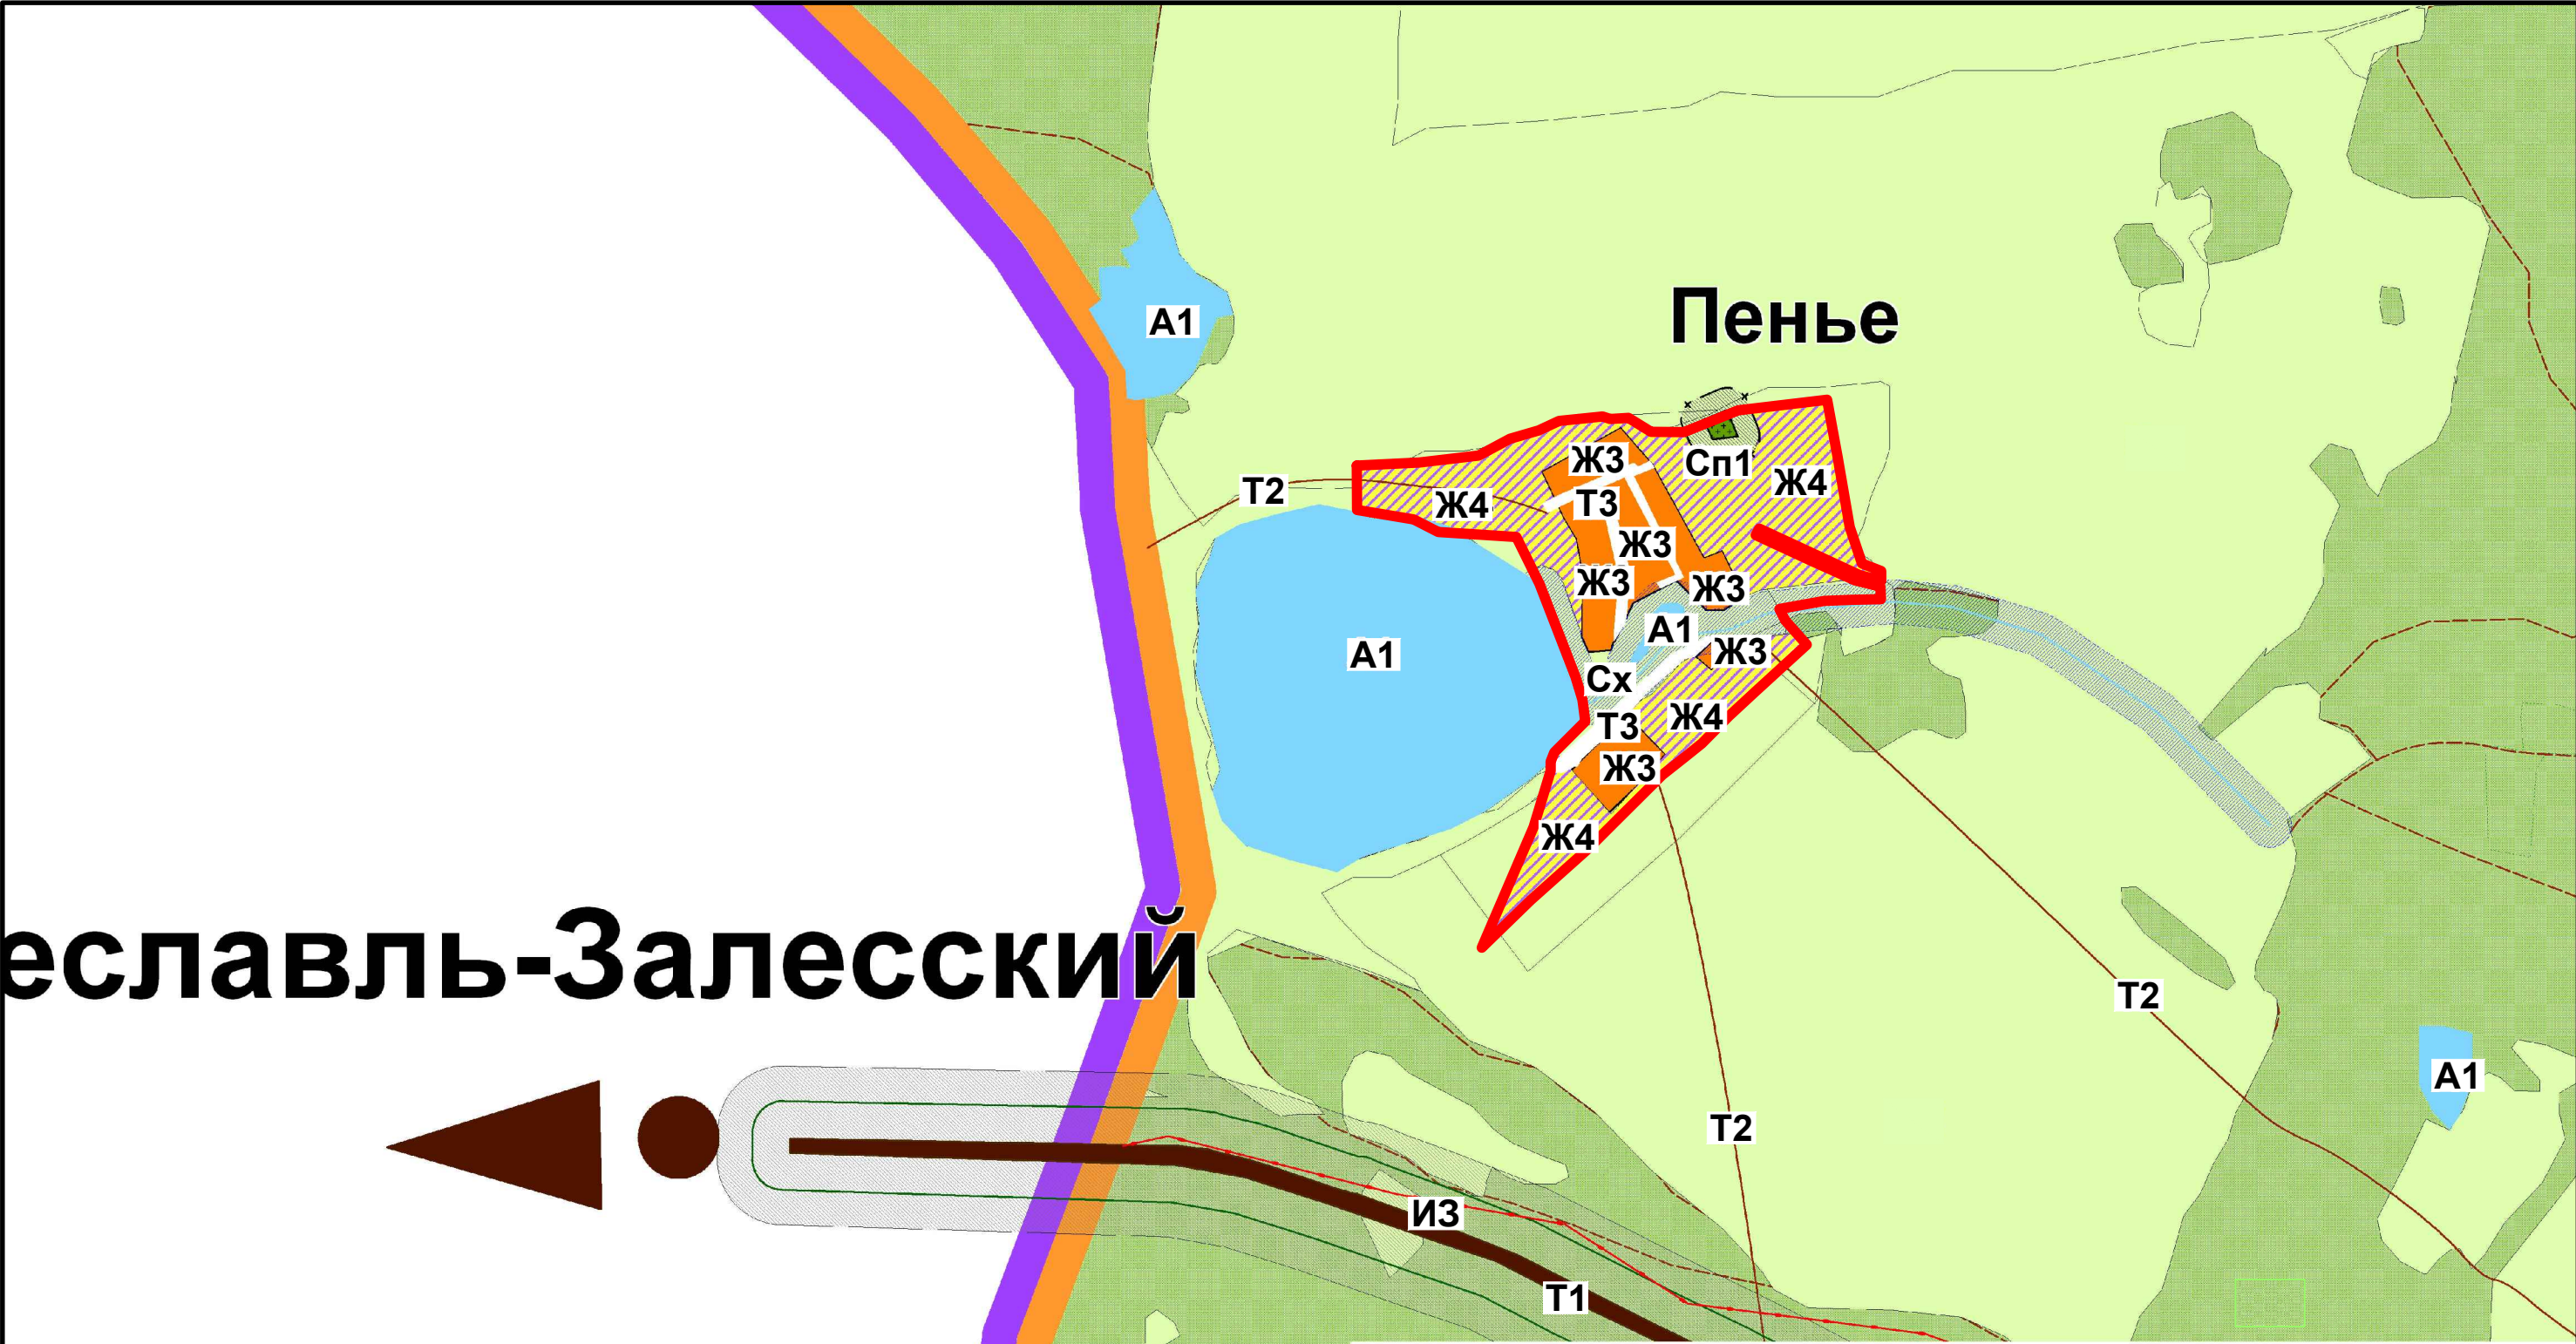 А1
Пенье
Ж3
Сп1
Ж4
Т2
Ж4
Т3
Ж3
Ж3
Ж3
А1
А1
Ж3
Сх
Ж4
Т3
Ж3
Ж4
еславль-Залесский
Т2
А1
Т2
ИЗ
Т1